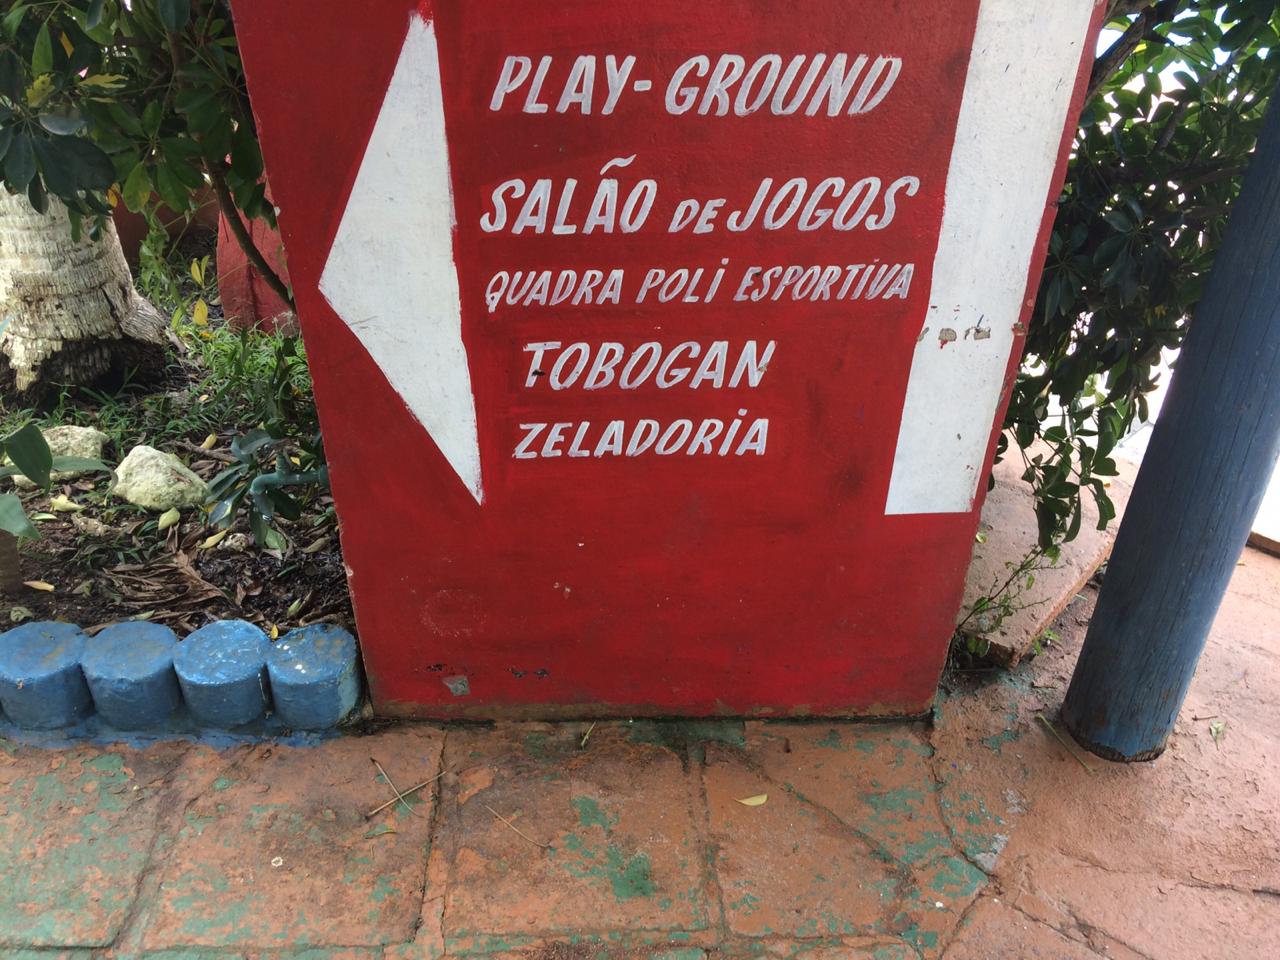 PLAY-GROUND
SALÃO DE JOGOS
QUADRA POLI ESPORTIVA
TOBOGAN
ZELADORIA